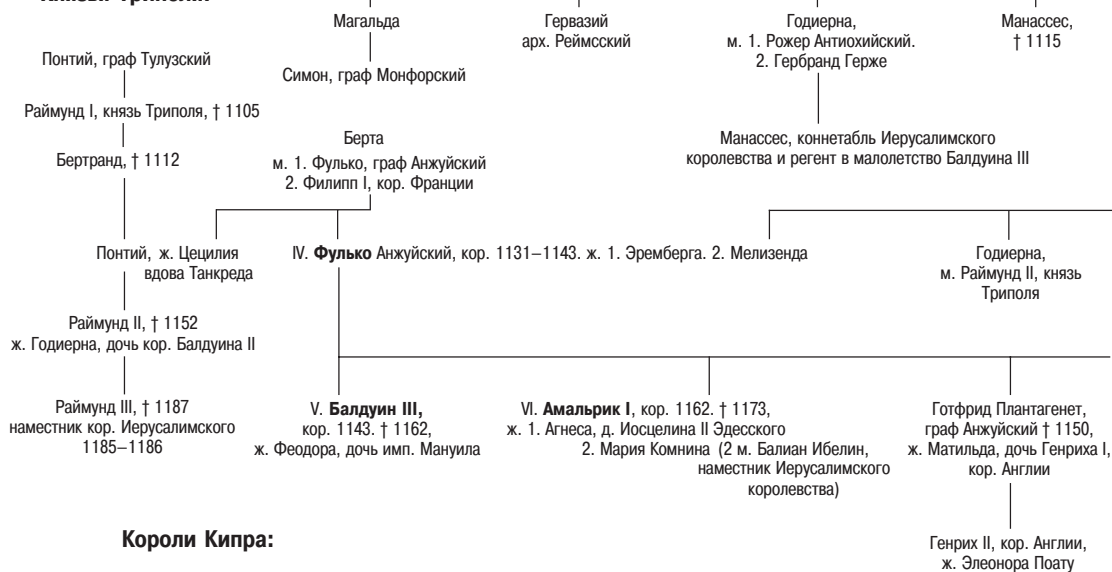 Магальда
Гервазий
арх. Реймсский
Годиерна,
м. 1. Рожер Антиохийский.
2. Гербранд Герже
Манассес,
† 1115
Понтий, граф Тулузский
Симон, граф Монфорский
Раймунд I, князь Триполя, † 1105
Берта
м. 1. Фулько, граф Анжуйский
2. Филипп I, кор. Франции
Манассес, коннетабль Иерусалимского
королевства и регент в малолетство Балдуина III
Бертранд, † 1112
Понтий, ж. Цецилия
вдова Танкреда
IV. Фулько Анжуйский, кор. 1131–1143. ж. 1. Эремберга. 2. Мелизенда
Годиерна,
м. Раймунд II, князь
Триполя
Раймунд II, † 1152
ж. Годиерна, дочь кор. Балдуина II
Раймунд III, † 1187
наместник кор. Иерусалимского
1185–1186
V. Балдуин III,
кор. 1143. † 1162,
ж. Феодора, дочь имп. Мануила
VI. Амальрик I, кор. 1162. † 1173,
ж. 1. Агнеса, д. Иосцелина II Эдесского
2. Мария Комнина (2 м. Балиан Ибелин,
наместник Иерусалимского
королевства)
Готфрид Плантагенет,
граф Анжуйский † 1150,
ж. Матильда, дочь Генриха I,
кор. Англии
Короли Кипра:
Генрих II, кор. Англии,
ж. Элеонора Поату